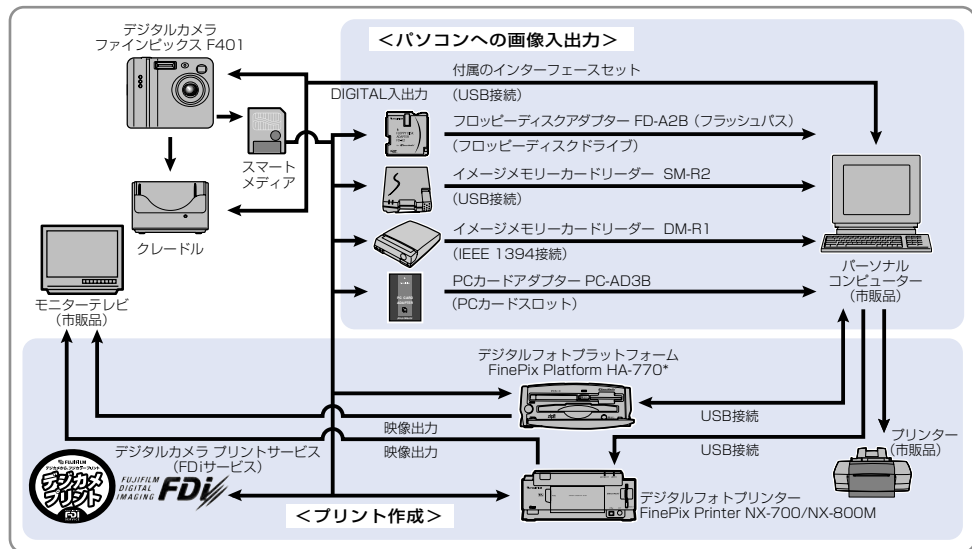 デジタルカメラ
ファインピックス F401
＜パソコンへの画像入出力＞
付属のインターフェースセット
(USB接続)
DIGITAL入出力
フロッピーディスクアダプター FD-A2B（フラッシュパス）
(フロッピーディスクドライブ)
スマート
メディア
イメージメモリーカードリーダー SM-R2
(USB接続)
クレードル
イメージメモリーカードリーダー DM-R1
(IEEE 1394接続)
パーソナル
コンピューター
(市販品)
PCカードアダプター PC-AD3B
(PCカードスロット)
モニターテレビ
(市販品)
デジタルフォトプラットフォーム
FinePix Platform HA-770*
USB接続
映像出力
映像出力
USB接続
プリンター
(市販品)
デジタルカメラ プリントサービス
(FDiサービス)
FUJIFILM
デジカメ
プリント
FDi
FUJIFILM
DIGITAL
IMAGING
FDi
＜プリント作成＞
デジタルフォトプリンター
FinePix Printer NX-700/NX-800M